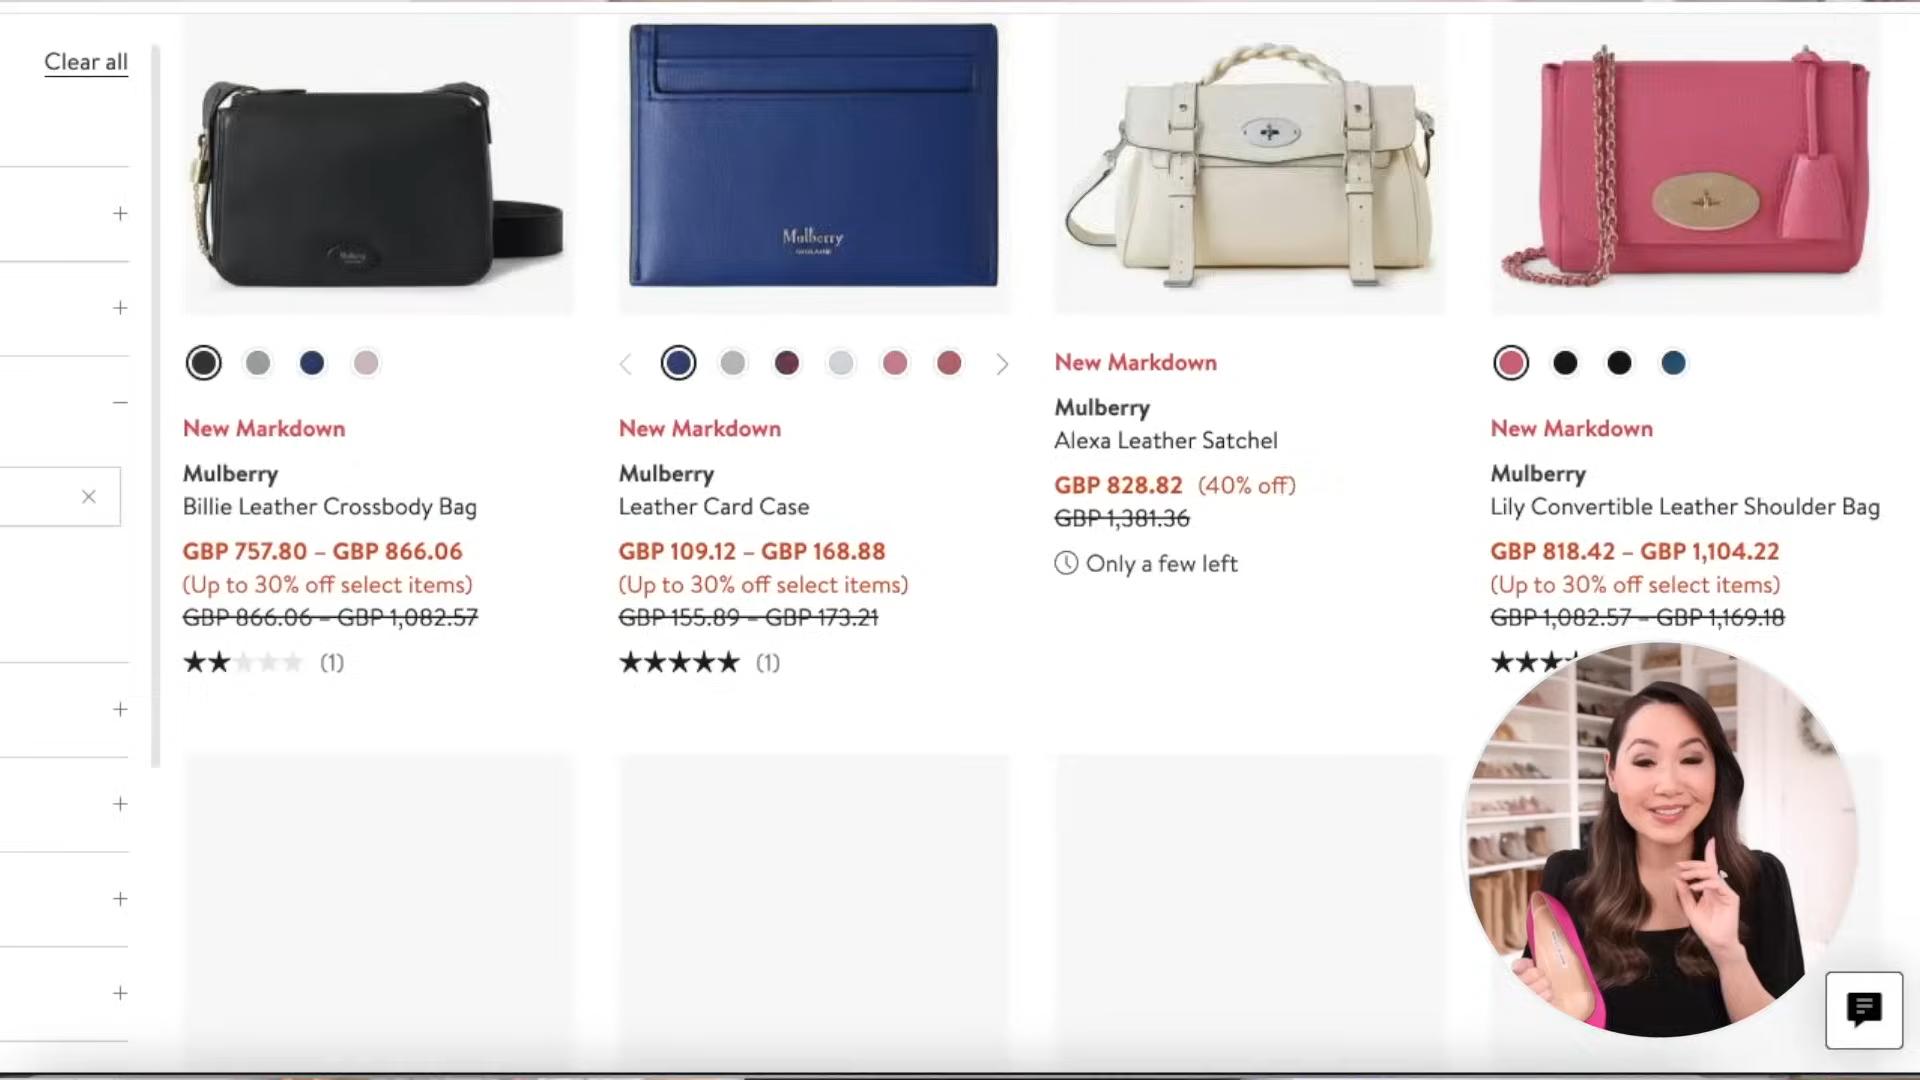 Clear all
Mulberry
Mulberry
New Markdown
Mulberry
Billie Leather Crossbody Bag
GBP 757.80 – GBP 866.06
(Up to 30% off select items)
GBP 866.06 – GBP 1,082.57
(1)
New Markdown
Mulberry
Leather Card Case
GBP 109.12 – GBP 168.88
(Up to 30% off select items)
GBP 155.89 – GBP 173.21
(1)
New Markdown
Mulberry
Alexa Leather Satchel
GBP 828.82 (40% off)
GBP 1,381.36
Only a few left
New Markdown
Mulberry
Lily Convertible Leather Shoulder Bag
GBP 818.42 – GBP 1,104.22
(Up to 30% off select items)
GBP 1,082.57 – GBP 1,169.18